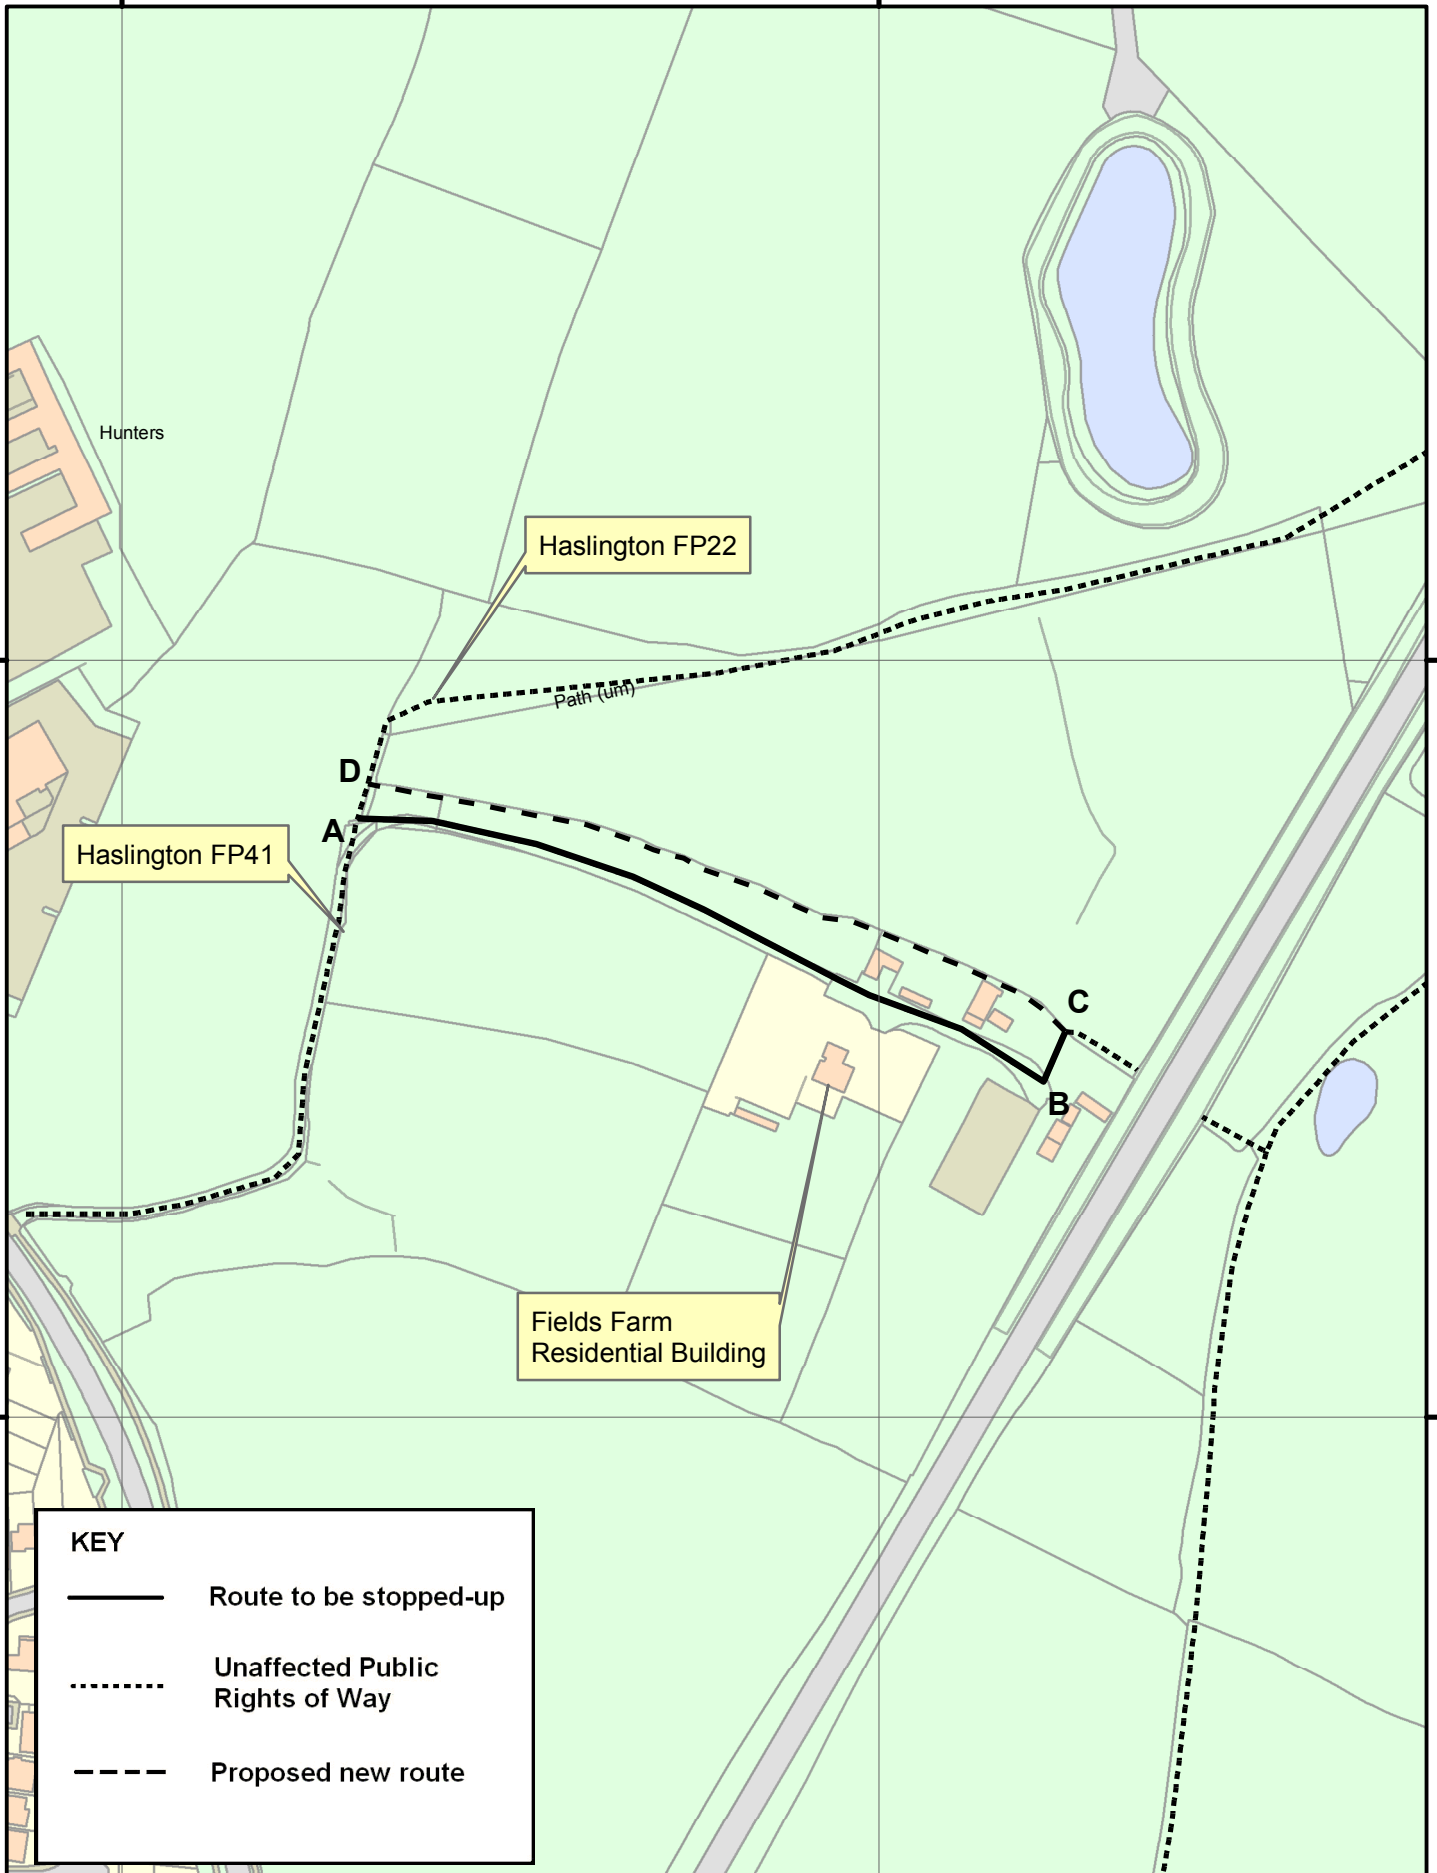 Hunters
Haslington FP22
Path (um)
D
A
Haslington FP41
C
B
Fields Farm
Residential Building
KEY
Route to be stopped-up
Unaffected Public
Rights of Way
Proposed new route